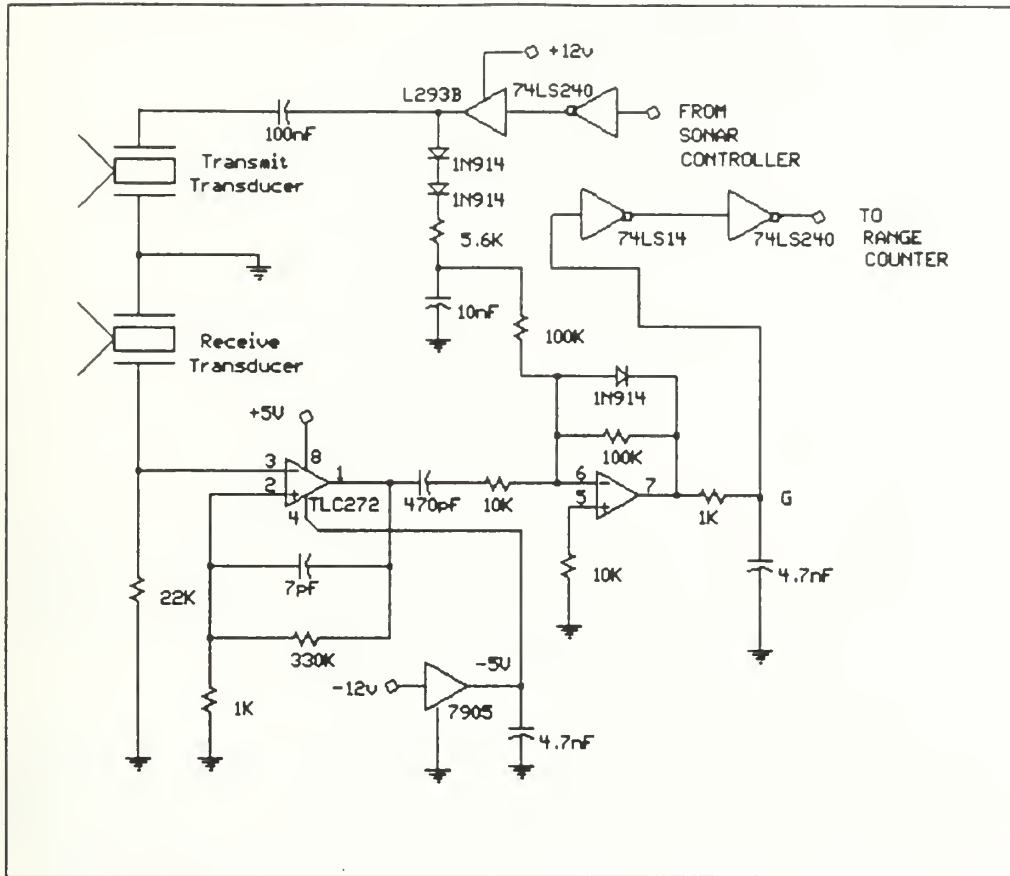 +12v
L293B
74LS240
100nF
FROM
SONAR
CONTROLLER
Transmit
Transducer
1N914
1N914
5.6K
74LS14
74LS240
TO
RANGE
COUNTER
10nF
100K
Receive
Transducer
1N914
+5V
100K
3
8
1
2
TLC272
4
470pf
10K
6
5
7
1K
G
7pF
10K
4.7nF
22K
330K
-5V
-12v
1K
7905
4.7nF